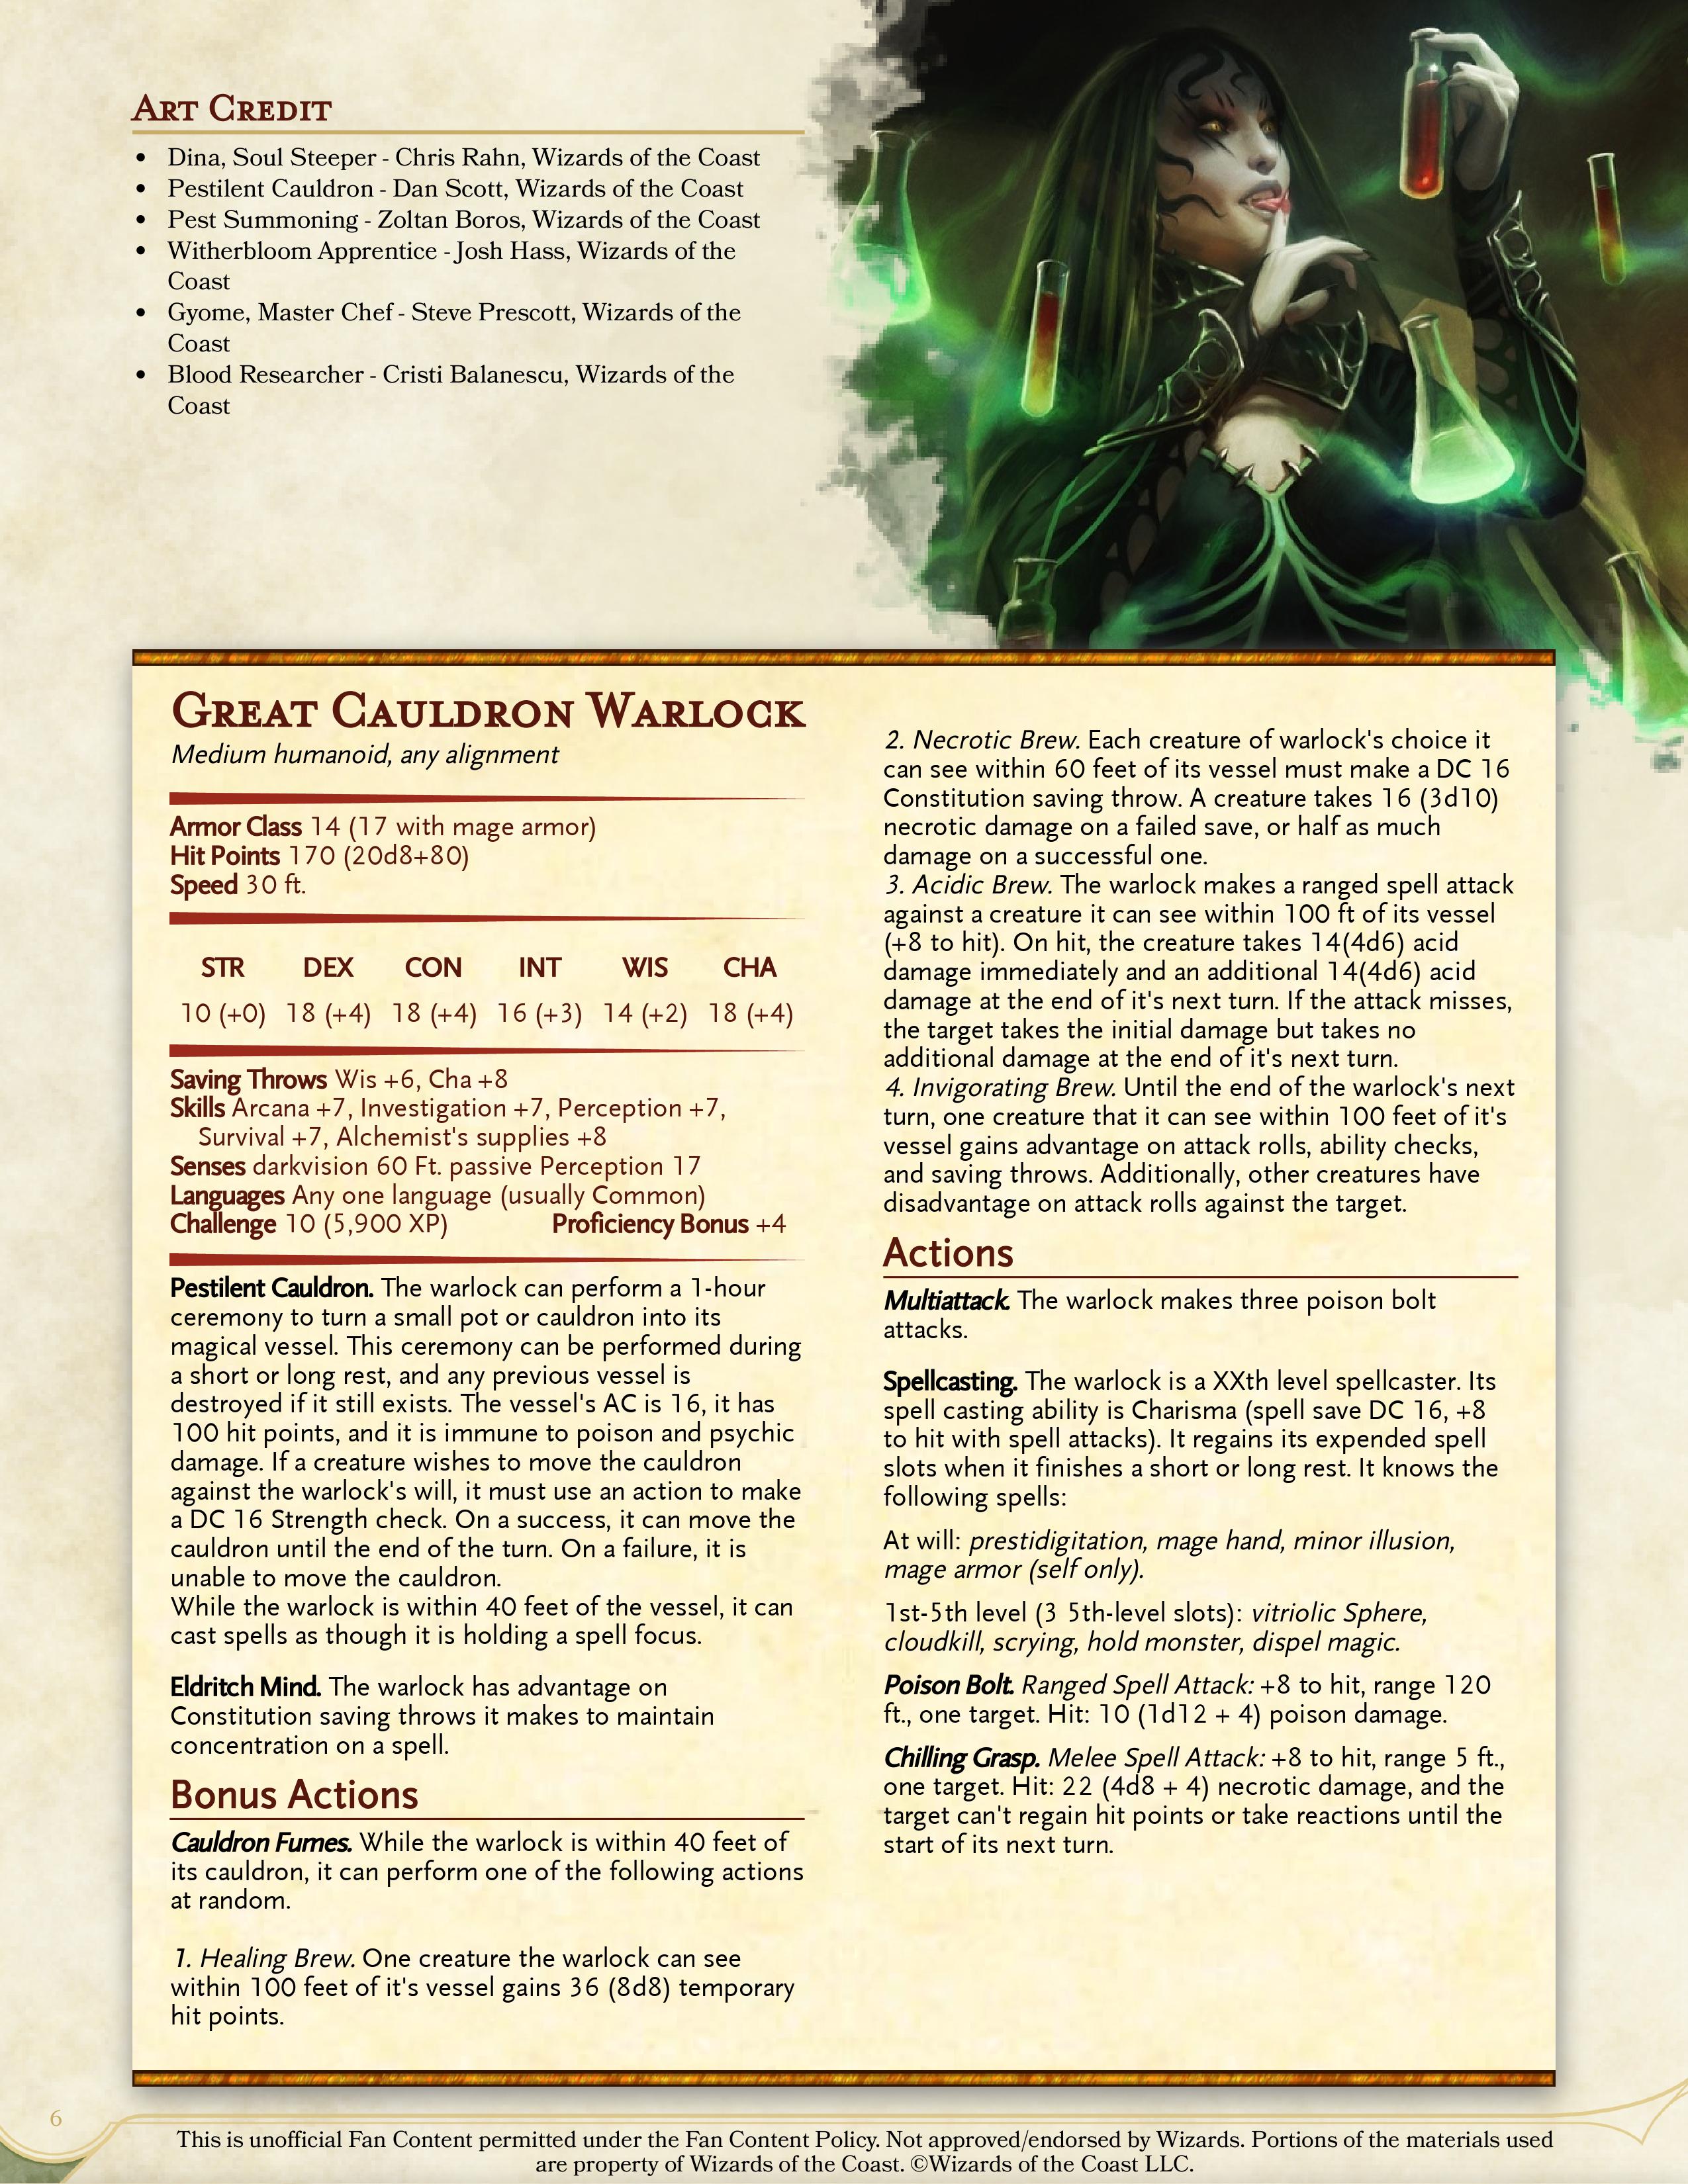 Art Credit
• Dina, Soul Steeper - Chris Rahn, Wizards of the Coast
• Pestilent Cauldron - Dan Scott, Wizards of the Coast
• Pest Summoning - Zoltan Boros, Wizards of the Coast
• Witherbloom Apprentice - Josh Hass, Wizards of the
Coast
• Gyome, Master Chef - Steve Prescott, Wizards of the
Coast
• Blood Researcher - Cristi Balanescu, Wizards of the
Coast
Great Cauldron Warlock
Medium humanoid, any alignment
Armor Class 14 (17 with mage armor)
Hit Points 170 (20d8+80)
Speed 30 ft.
STR DEX CON INT WIS CHA
10 (+0) 18 (+4) 18 (+4) 16 (+3) 14 (+2) 18 (+4)
Saving Throws Wis +6, Cha +8
Skills Arcana +7, Investigation +7, Perception +7,
Survival +7, Alchemist's supplies +8
Senses darkvision 60 Ft. passive Perception 17
Languages Any one language (usually Common)
Challenge 10 (5,900 XP) Proficiency Bonus +4
Pestilent Cauldron. The warlock can perform a 1-hour
ceremony to turn a small pot or cauldron into its
magical vessel. This ceremony can be performed during
a short or long rest, and any previous vessel is
destroyed if it still exists. The vessel's AC is 16, it has
100 hit points, and it is immune to poison and psychic
damage. If a creature wishes to move the cauldron
against the warlock's will, it must use an action to make
a DC 16 Strength check. On a success, it can move the
cauldron until the end of the turn. On a failure, it is
unable to move the cauldron.
While the warlock is within 40 feet of the vessel, it can
cast spells as though it is holding a spell focus.
Eldritch Mind. The warlock has advantage on
Constitution saving throws it makes to maintain
concentration on a spell.
Bonus Actions
Cauldron Fumes. While the warlock is within 40 feet of
its cauldron, it can perform one of the following actions
at random.
1. Healing Brew. One creature the warlock can see
within 100 feet of it's vessel gains 36 (8d8) temporary
hit points.
2. Necrotic Brew. Each creature of warlock's choice it
can see within 60 feet of its vessel must make a DC 16
Constitution saving throw. A creature takes 16 (3d10)
necrotic damage on a failed save, or half as much
damage on a successful one.
3. Acidic Brew. The warlock makes a ranged spell attack
against a creature it can see within 100 ft of its vessel
(+8 to hit). On hit, the creature takes 14(4d6) acid
damage immediately and an additional 14(4d6) acid
damage at the end of it's next turn. If the attack misses,
the target takes the initial damage but takes no
additional damage at the end of it's next turn.
4. Invigorating Brew. Until the end of the warlock's next
turn, one creature that it can see within 100 feet of it's
vessel gains advantage on attack rolls, ability checks,
and saving throws. Additionally, other creatures have
disadvantage on attack rolls against the target.
Actions
Multiattack. The warlock makes three poison bolt
attacks.
Spellcasting. The warlock is a XXth level spellcaster. Its
spell casting ability is Charisma (spell save DC 16, +8
to hit with spell attacks). It regains its expended spell
slots when it finishes a short or long rest. It knows the
following spells:
At will: prestidigitation, mage hand, minor illusion,
mage armor (self only).
1st-5th level (3 5th-level slots): vitriolic Sphere,
cloudkill, scrying, hold monster, dispel magic.
Poison Bolt. Ranged Spell Attack: +8 to hit, range 120
ft., one target. Hit: 10 (1d12 + 4) poison damage.
Chilling Grasp. Melee Spell Attack: +8 to hit, range 5 ft.,
one target. Hit: 22 (4d8 + 4) necrotic damage, and the
target can't regain hit points or take reactions until the
start of its next turn.
6
This is unofficial Fan Content permitted under the Fan Content Policy. Not approved/endorsed by Wizards. Portions of the materials used
are property of Wizards of the Coast. ©Wizards of the Coast LLC.